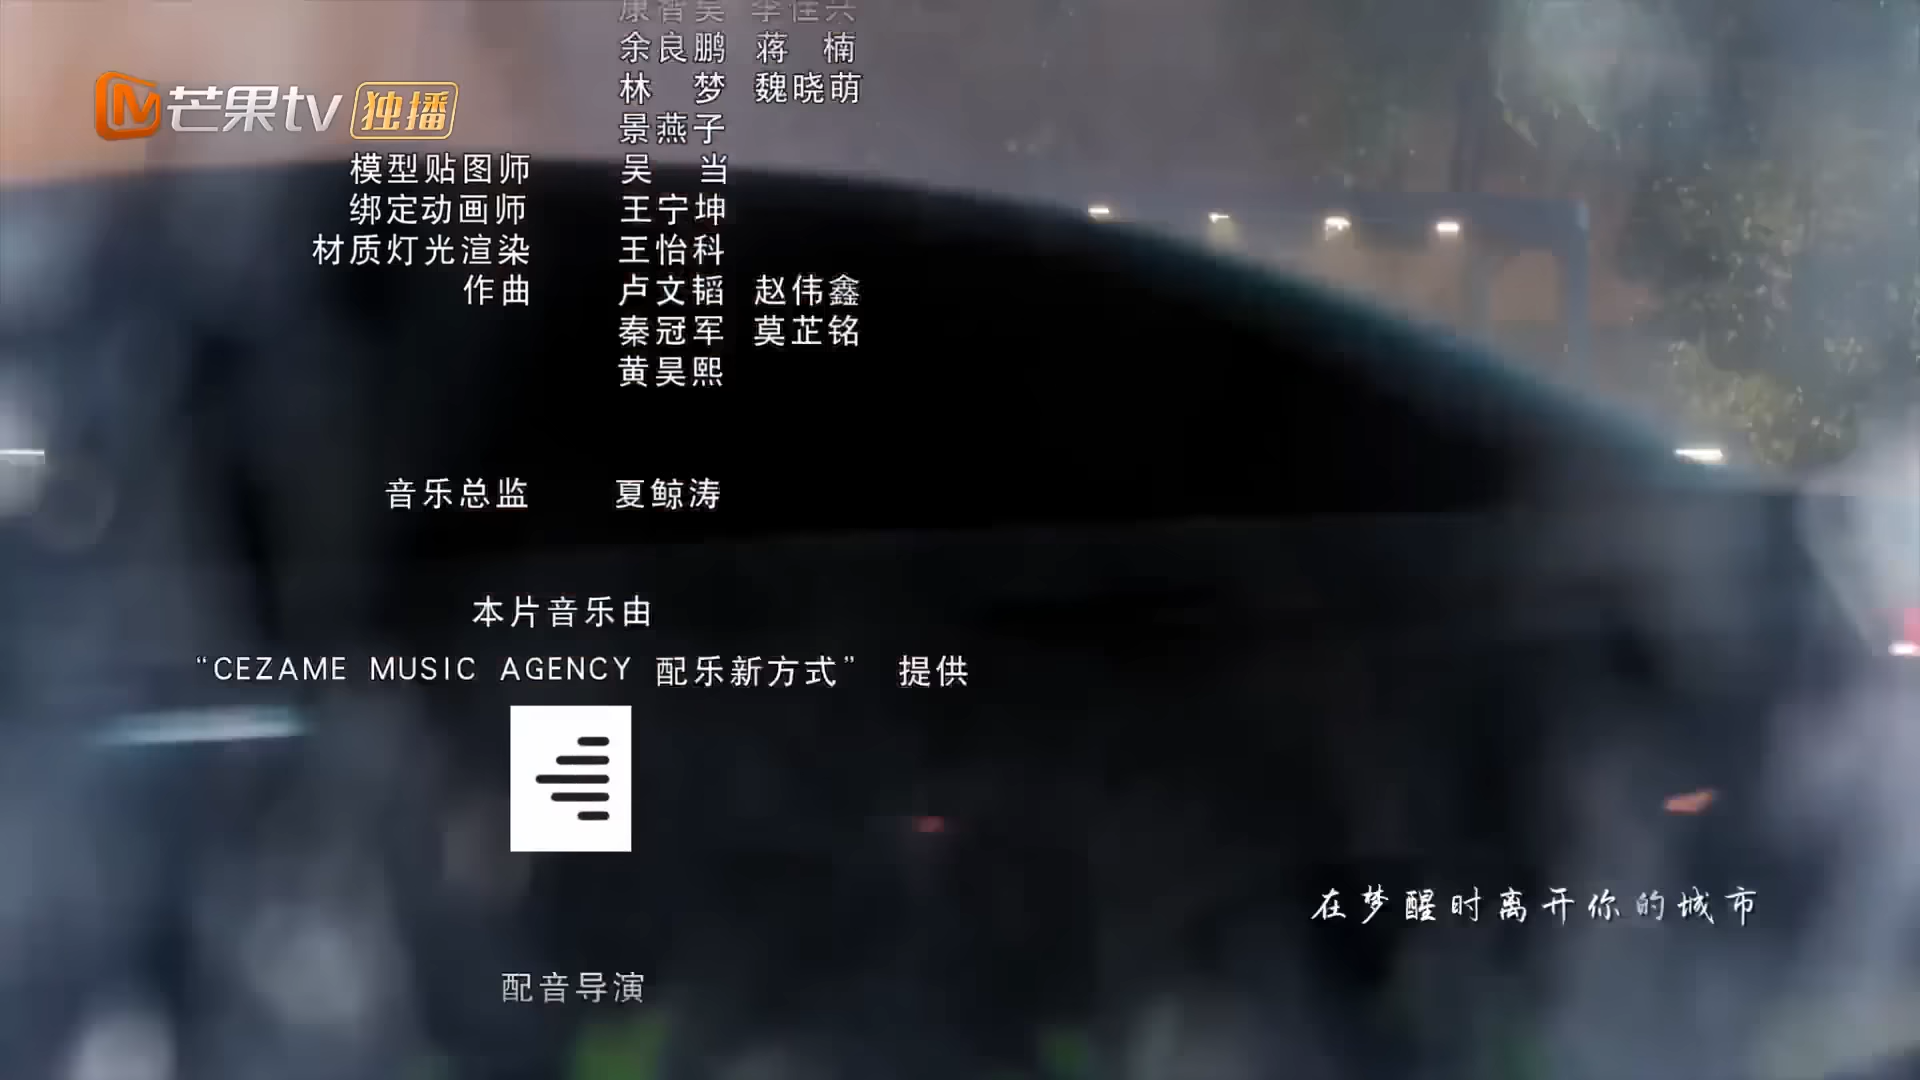 余良鹏 蒋 楠
芒果tv 独播
林 梦 魏晓萌
景燕子
模型贴图师 吴 当
绑定动画师 王宁坤
材质灯光渲染 王怡科
作曲 卢文韬 赵伟鑫
秦冠军 莫芷铭
黄昊熙
音乐总监 夏鲸涛
本片音乐由
“CEZAME MUSIC AGENCY 配乐新方式” 提供
在梦醒时离开你的城市
配音导演